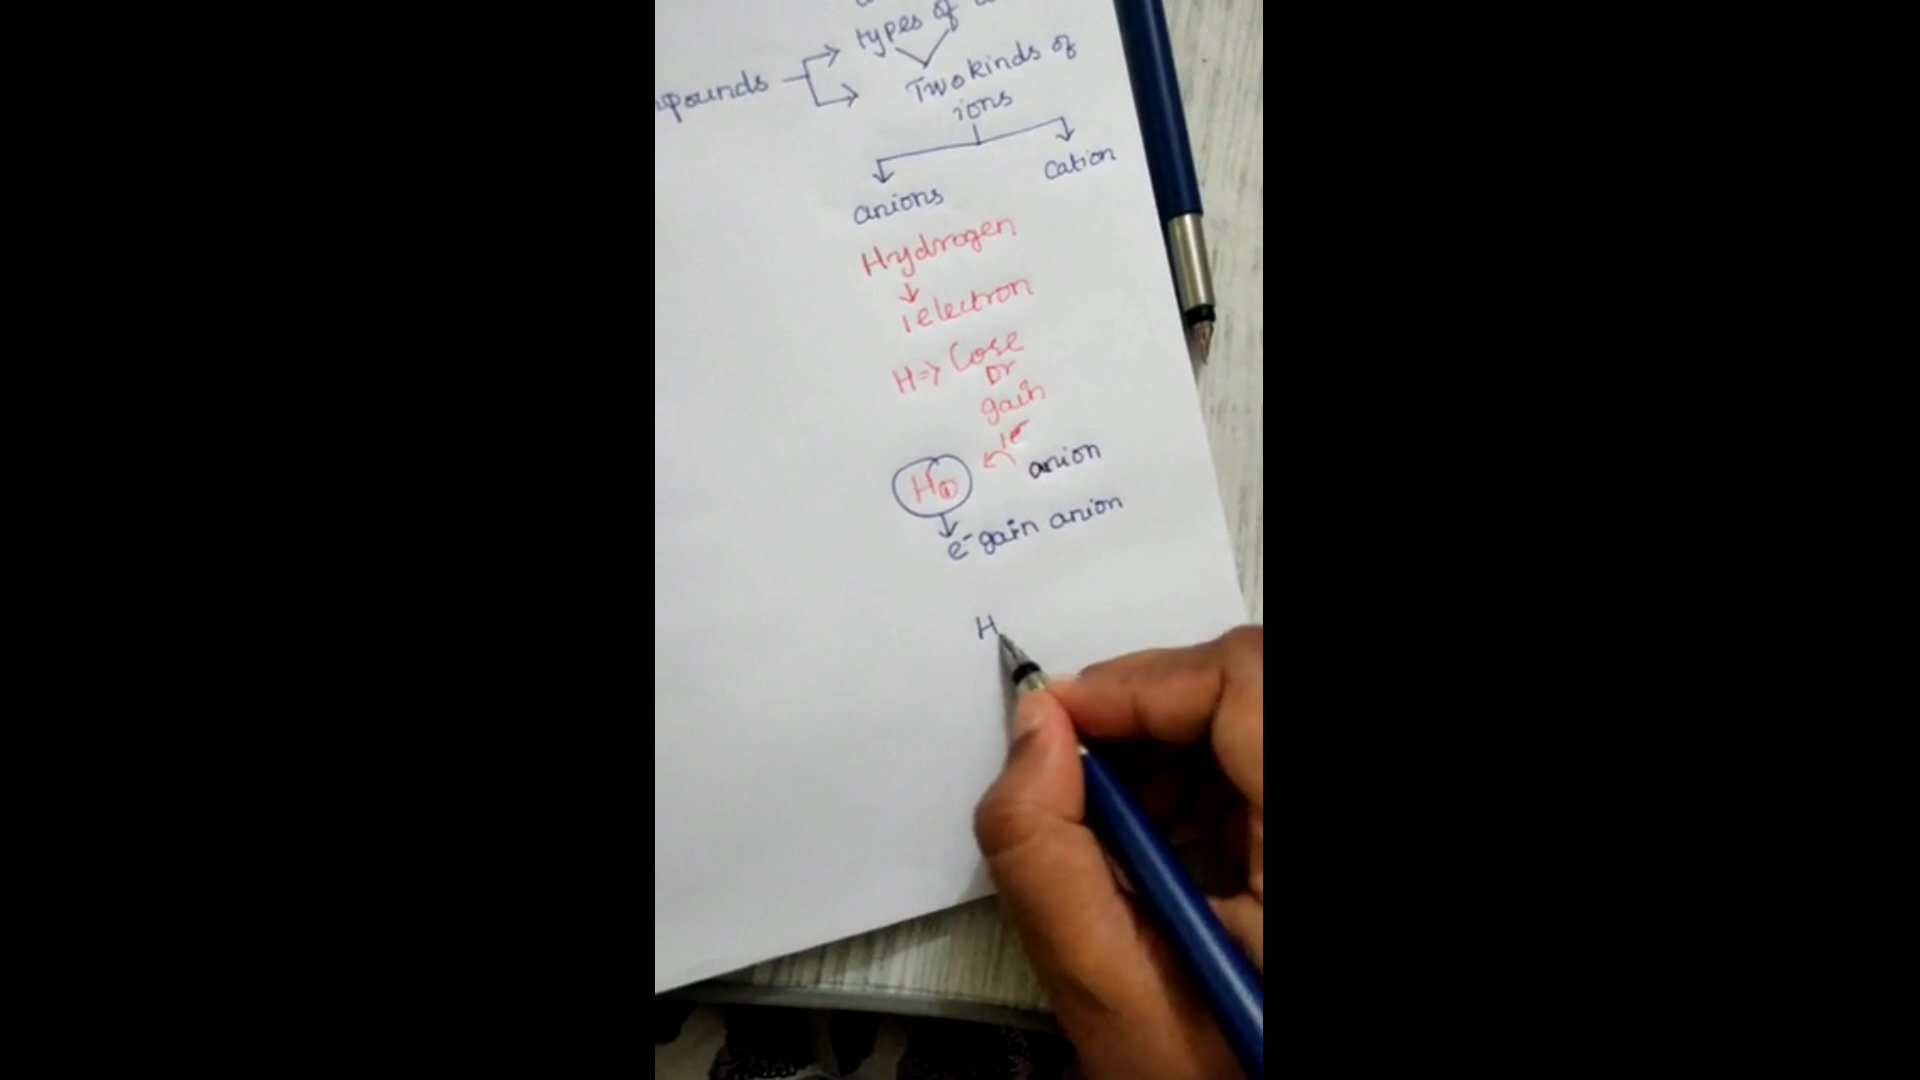 types of
pounds
Two kinds of
ions
anions
cation
Hydrogen
1 electron
H => Lose
or
gain
1e⁻
anion
H①
e⁻ gain anion
H